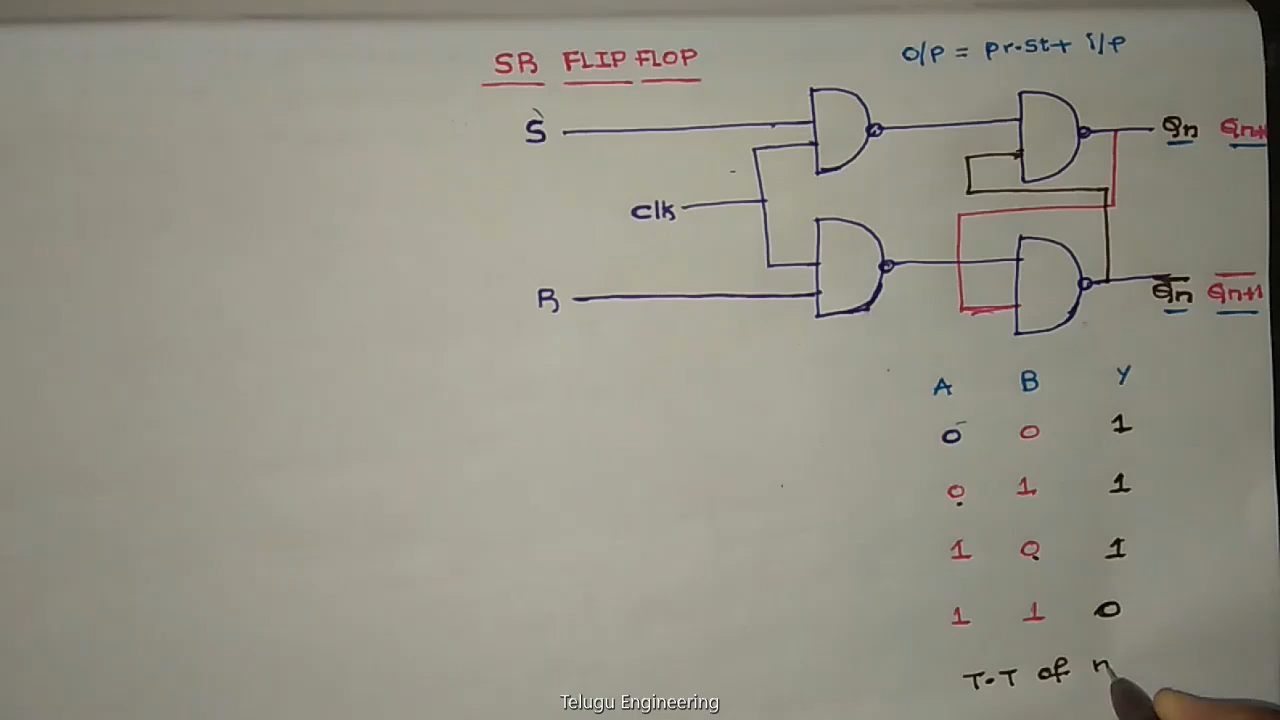 SR FLIP FLOP
O/P = pr.st + i/p
S
Qn Qn+1
Clk
R
Qn Qn+1
A B Y
0 0 1
0 1 1
1 0 1
1 1 0
T.T of n
Telugu Engineering